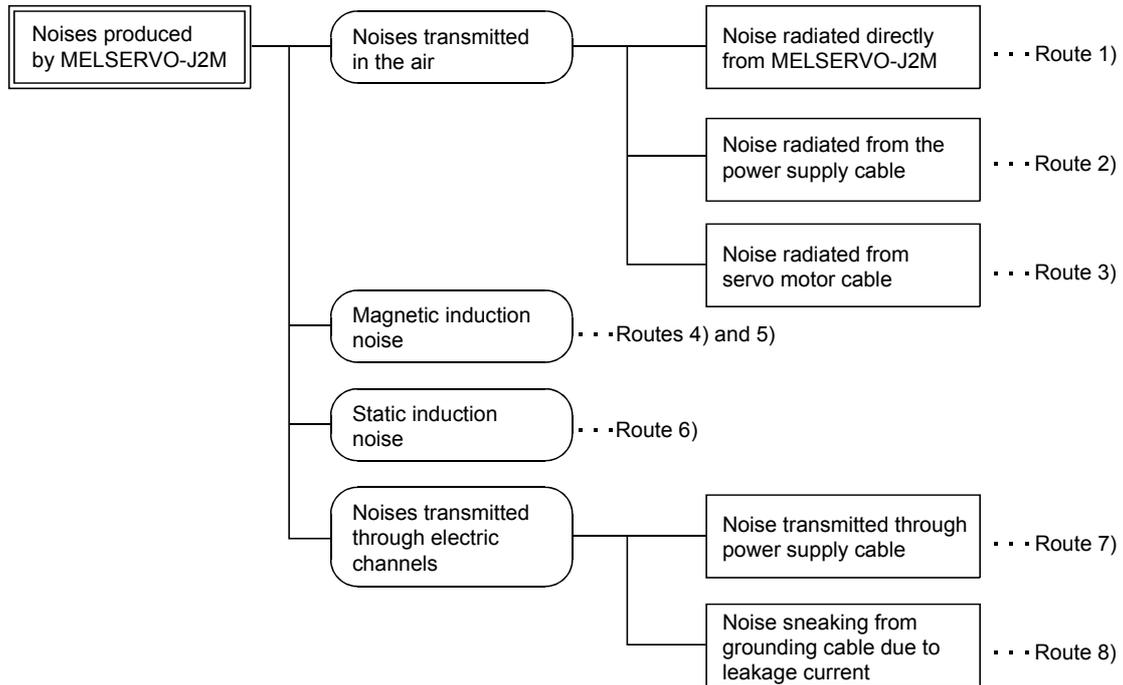 Noises produced
by MELSERVO-J2M
Noises transmitted
in the air
Noise radiated directly
from MELSERVO-J2M
· · · Route 1)
Noise radiated from the
power supply cable
· · · Route 2)
Noise radiated from
servo motor cable
· · · Route 3)
Magnetic induction
noise
· · · Routes 4) and 5)
Static induction
noise
· · · Route 6)
Noises transmitted
through electric
channels
Noise transmitted through
power supply cable
· · · Route 7)
Noise sneaking from
grounding cable due to
leakage current
· · · Route 8)